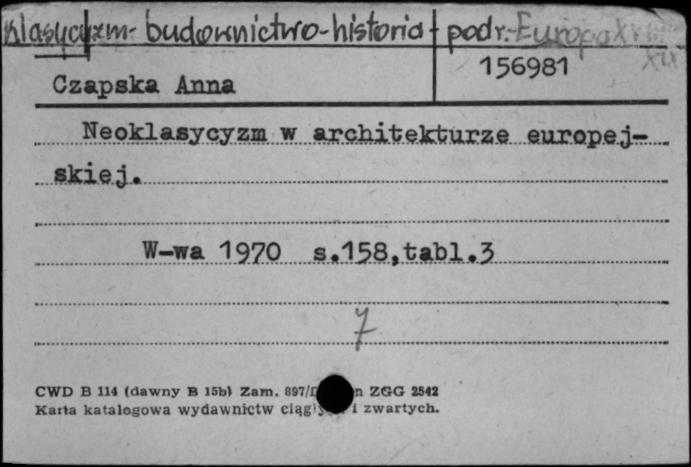 Klasycyzm- budownictwo-historia podr.-Europa XVIII
XIX
156981
Czapska Anna
Neoklasycyzm w architekturze europej-
skiej.
W-wa 1970 s.158,tabl.3
7
CWD B 114 (dawny B 15b) Zam. 897/ ZGG 2542
Karta katalogowa wydawnictw i zwartych.